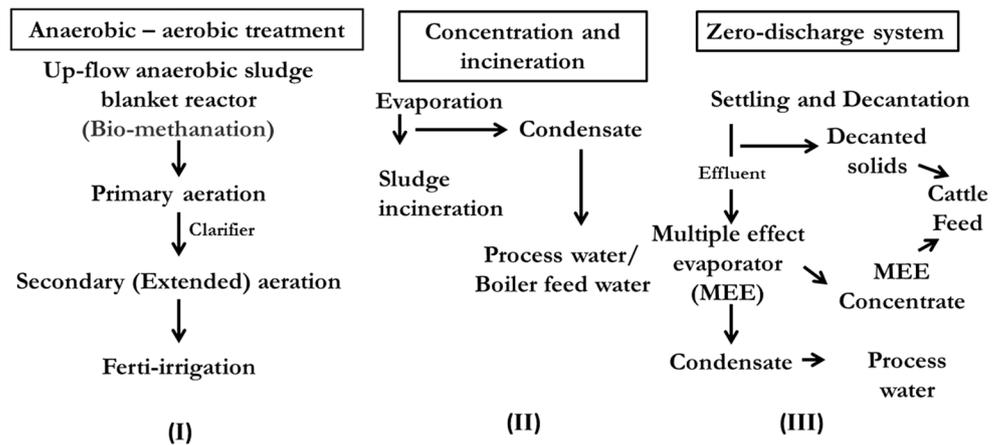 Anaerobic – aerobic treatment
Up-flow anaerobic sludge
blanket reactor
(Bio-methanation)
Primary aeration
Clarifier
Secondary (Extended) aeration
Ferti-irrigation
(I)
Concentration and
incineration
Evaporation
Condensate
Sludge
incineration
Process water/
Boiler feed water
(II)
Zero-discharge system
Settling and Decantation
Decanted
solids
Effluent
Cattle
Feed
Multiple effect
evaporator
(MEE)
MEE
Concentrate
Condensate
Process
water
(III)